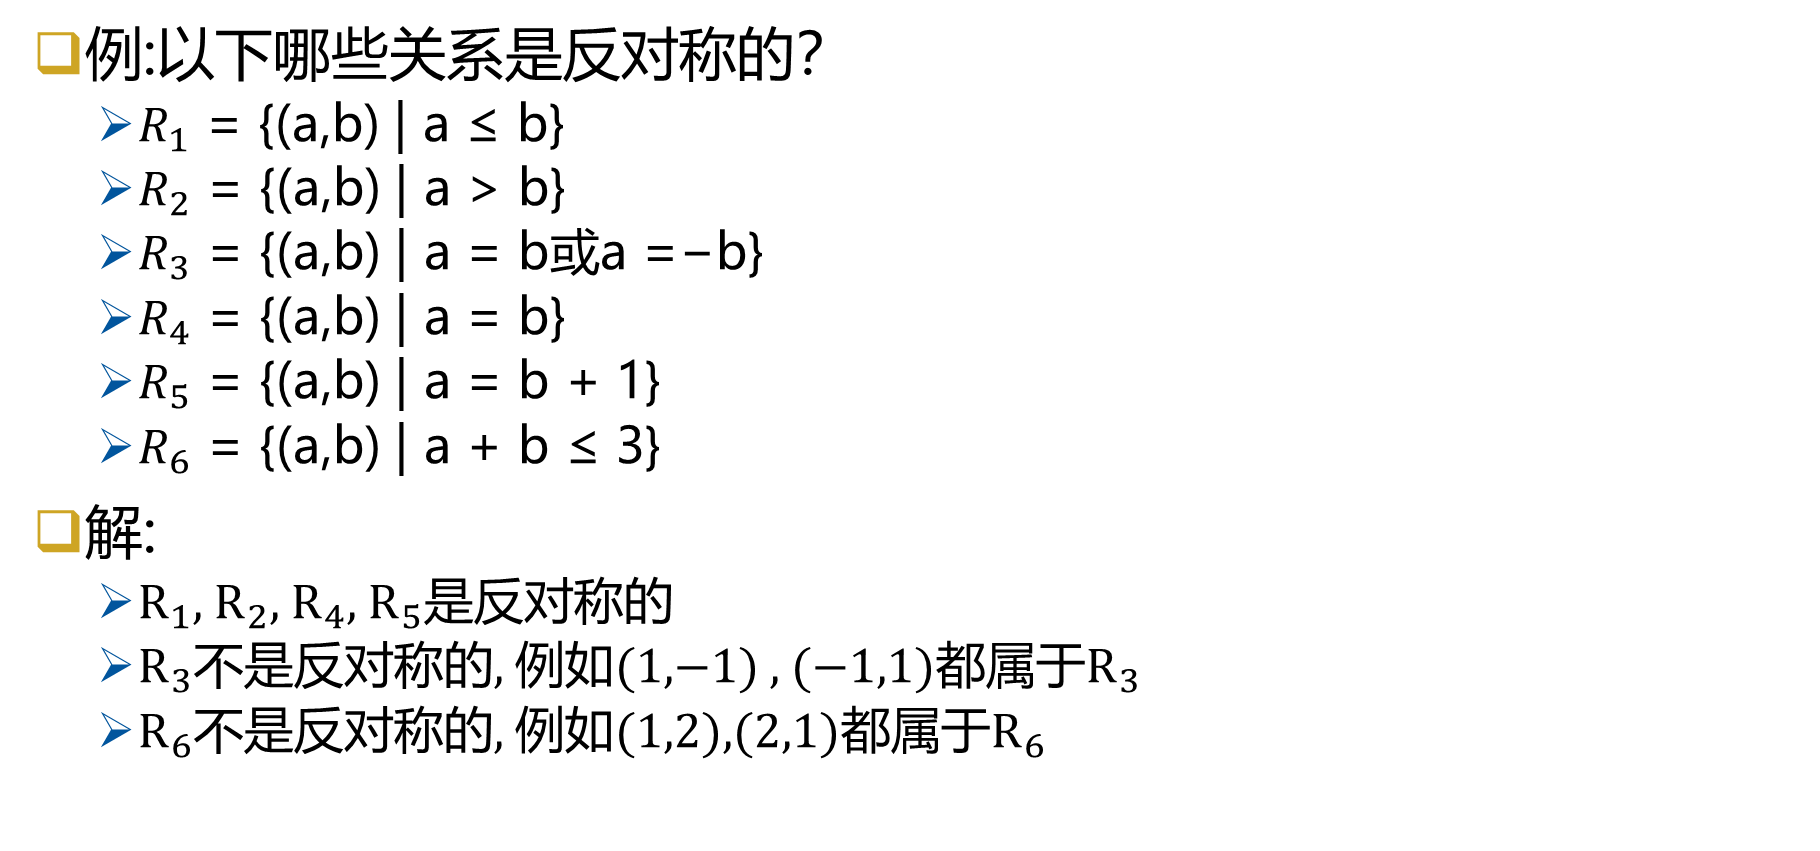 例:以下哪些关系是反对称的?
R₁ = {(a,b) | a ≤ b}
R₂ = {(a,b) | a > b}
R₃ = {(a,b) | a = b或a =−b}
R₄ = {(a,b) | a = b}
R₅ = {(a,b) | a = b + 1}
R₆ = {(a,b) | a + b ≤ 3}
解:
R₁, R₂, R₄, R₅是反对称的
R₃不是反对称的, 例如(1,−1) , (−1,1)都属于R₃
R₆不是反对称的, 例如(1,2),(2,1)都属于R₆